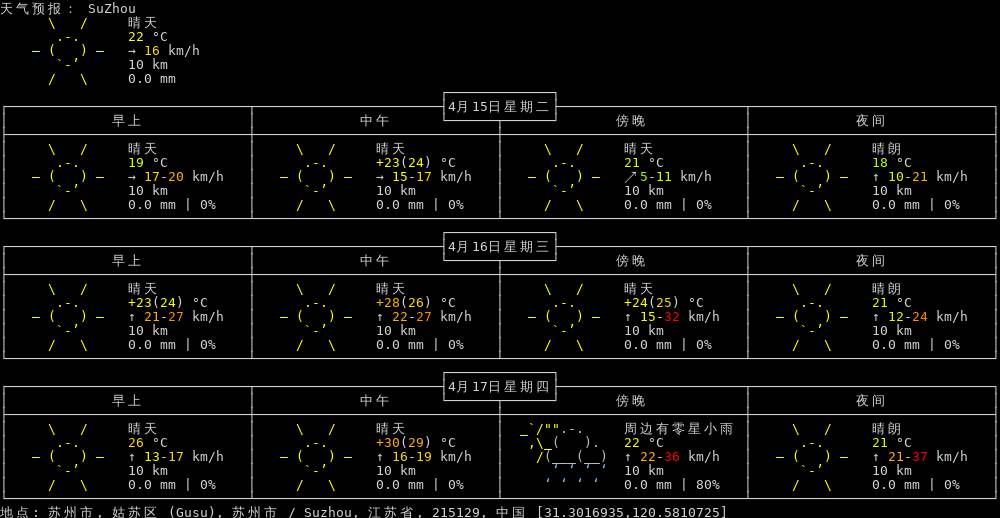 天气预报： SuZhou
晴天
22 °C
→ 16 km/h
10 km
0.0 mm
4月15日星期二
早上 中午 傍晚 夜间
晴天 晴天 晴天 晴朗
19 °C +23(24) °C 21 °C 18 °C
→ 17-20 km/h → 15-17 km/h ↗ 5-11 km/h ↑ 10-21 km/h
10 km 10 km 10 km 10 km
0.0 mm | 0% 0.0 mm | 0% 0.0 mm | 0% 0.0 mm | 0%
4月16日星期三
早上 中午 傍晚 夜间
晴天 晴天 晴天 晴朗
+23(24) °C +28(26) °C +24(25) °C 21 °C
↑ 21-27 km/h ↑ 22-27 km/h ↑ 15-32 km/h ↑ 12-24 km/h
10 km 10 km 10 km 10 km
0.0 mm | 0% 0.0 mm | 0% 0.0 mm | 0% 0.0 mm | 0%
4月17日星期四
早上 中午 傍晚 夜间
晴天 晴天 周边有零星小雨 晴朗
26 °C +30(29) °C 22 °C 21 °C
↑ 13-17 km/h ↑ 16-19 km/h ↑ 22-36 km/h ↑ 21-37 km/h
10 km 10 km 10 km 10 km
0.0 mm | 0% 0.0 mm | 0% 0.0 mm | 80% 0.0 mm | 0%
地点: 苏州市, 姑苏区 (Gusu), 苏州市 / Suzhou, 江苏省, 215129, 中国 [31.3016935,120.5810725]